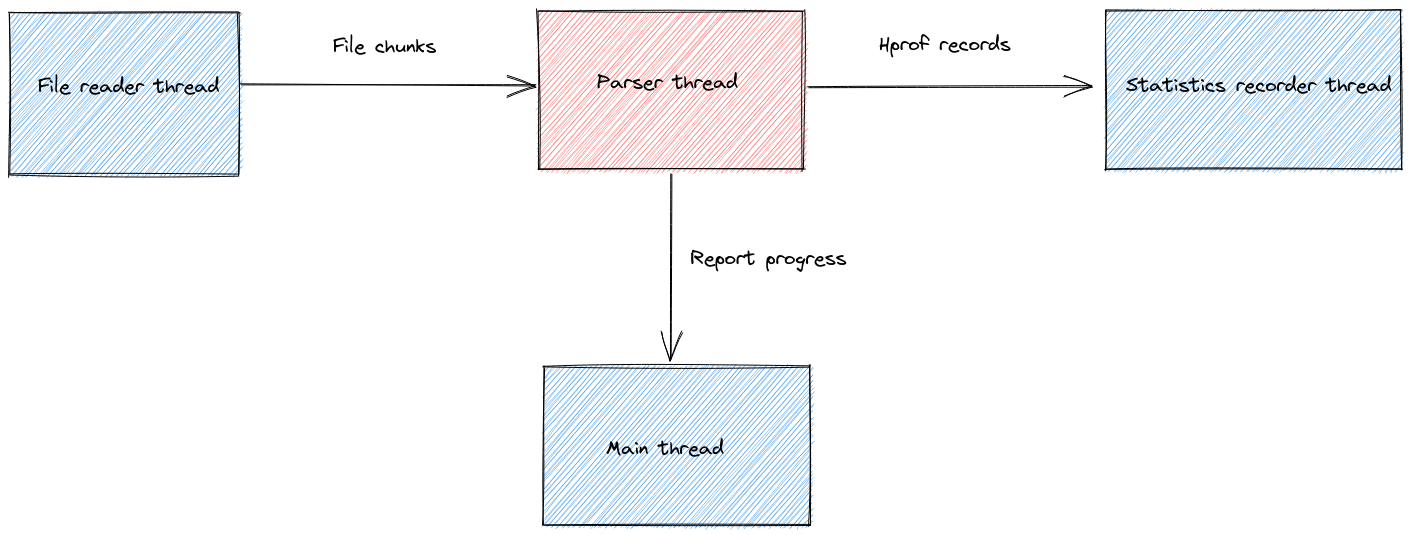 File chunks
Hprof records
File reader thread
Parser thread
Statistics recorder thread
Report progress
Main thread